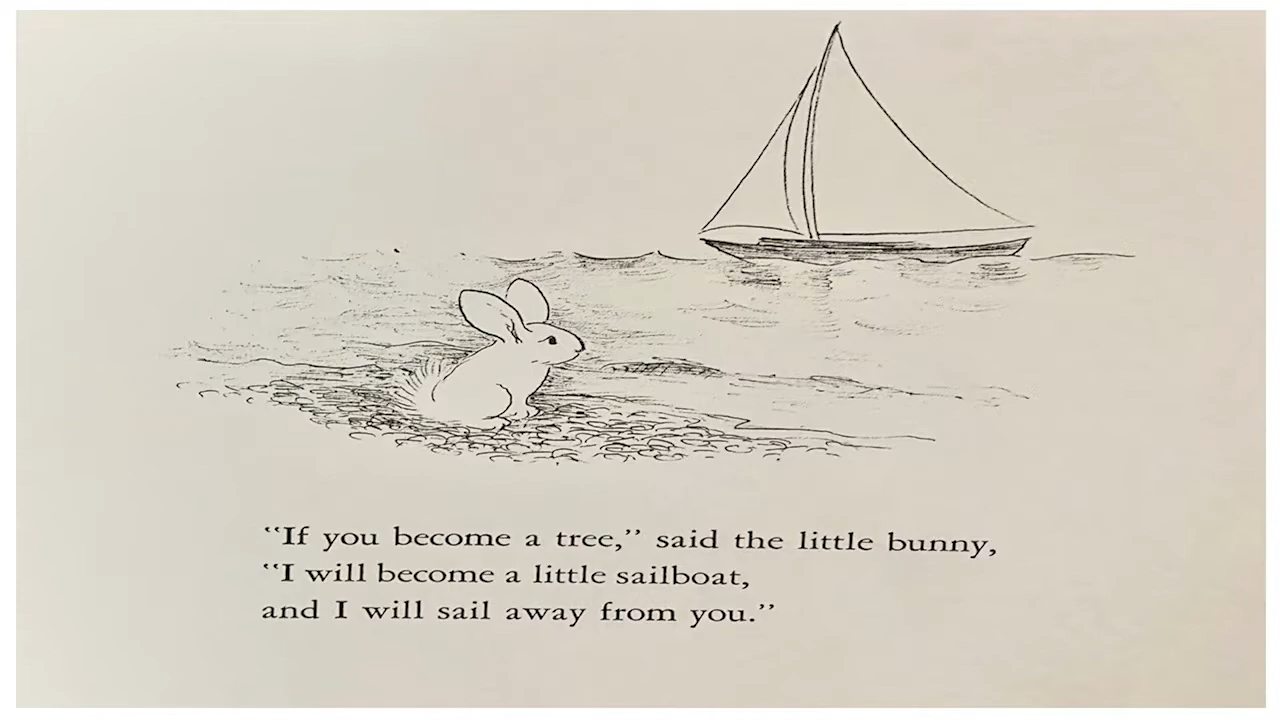 “If you become a tree,” said the little bunny,
“I will become a little sailboat,
and I will sail away from you.”